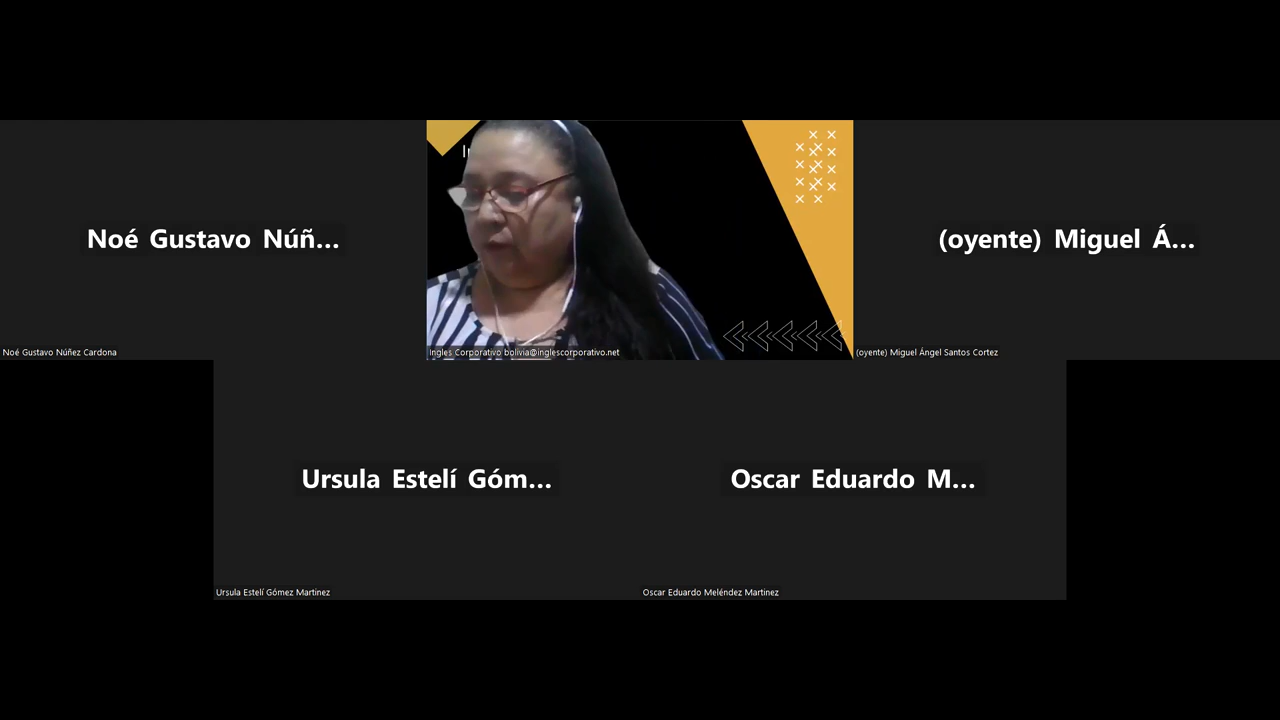 Noé Gustavo Núñ...
(oyente) Miguel Á...
Noé Gustavo Núñez Cardona
Ingles Corporativo bolivia@inglescorporativo.net
(oyente) Miguel Ángel Santos Cortez
Ursula Estelí Góm...
Oscar Eduardo M...
Ursula Estelí Gómez Martinez
Oscar Eduardo Meléndez Martinez